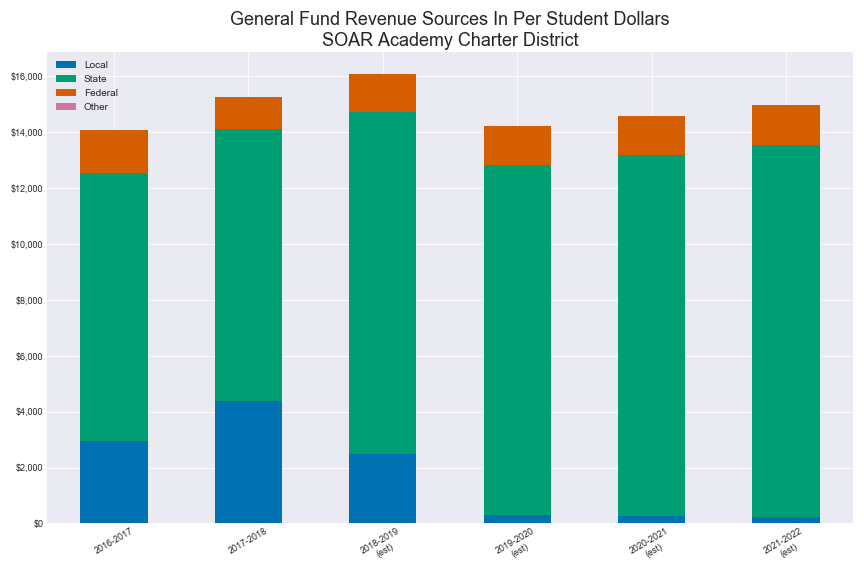 General Fund Revenue Sources In Per Student Dollars
SOAR Academy Charter District
Local
State
Federal
Other
$16,000
$14,000
$12,000
$10,000
$8,000
$6,000
$4,000
$2,000
$0
2016-2017
2017-2018
2018-2019
(est)
2019-2020
(est)
2020-2021
(est)
2021-2022
(est)